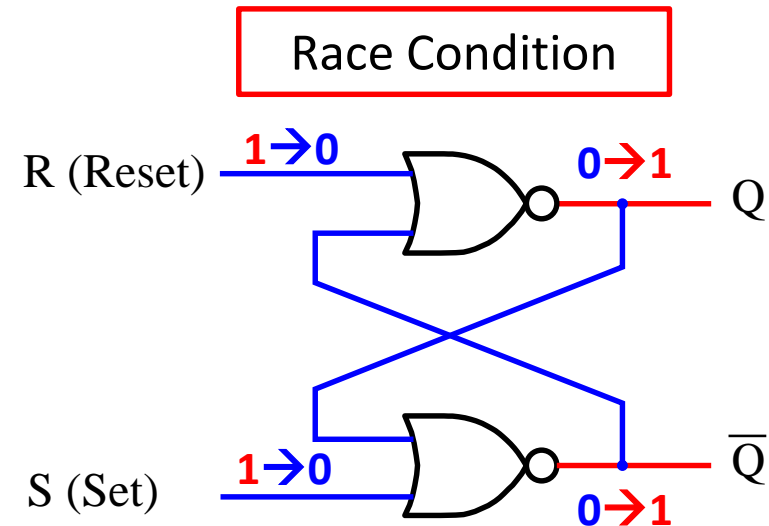 Race Condition
1→0
R (Reset)
0→1
Q
Q̅
1→0
S (Set)
0→1